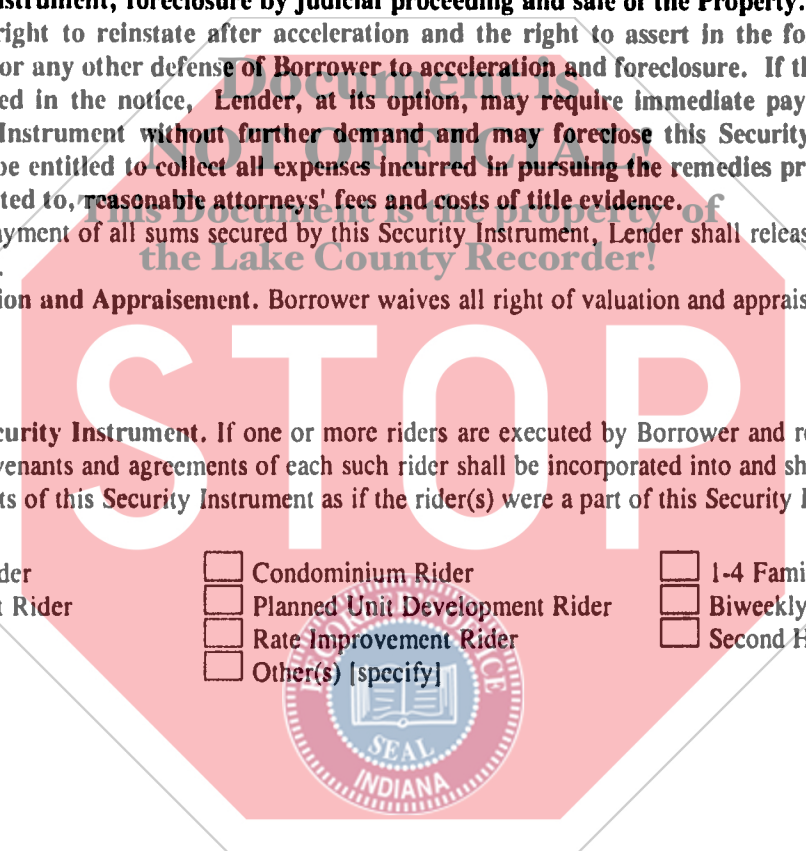 strument, foreclosure by judicial proceeding and sale of the Property.
right to reinstate after acceleration and the right to assert in the fo
or any other defense of Borrower to acceleration and foreclosure. If th
ed in the notice, Lender, at its option, may require immediate pay
Instrument without further demand and may foreclose this Security
be entitled to collect all expenses incurred in pursuing the remedies pr
ted to, reasonable attorneys' fees and costs of title evidence.
ayment of all sums secured by this Security Instrument, Lender shall releas
ion and Appraisement. Borrower waives all right of valuation and apprais
curity Instrument. If one or more riders are executed by Borrower and r
venants and agreements of each such rider shall be incorporated into and sh
ts of this Security Instrument as if the rider(s) were a part of this Security I
der
Condominium Rider
1-4 Fami
t Rider
Planned Unit Development Rider
Biweekly
Rate Improvement Rider
Second H
Other(s) [specify]
Document is
NOT OFFICIAL!
This Document is the property of
the Lake County Recorder!
STOP
RECORDER'S OFFICE
SEAL
INDIANA